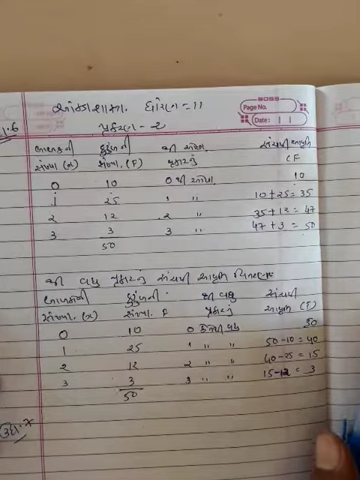 આંકડાશાસ્ત્ર. ધોરણ = 11
BOSS
Page No.
Date: | |
પ્રકરણ - ૨
1.6
બાળકની કુટુંબની થી ઓછા સંચયી આવૃત્તિ
સંખ્યા (x) સંખ્યા. (F) પ્રકારનું CF
0 10 0 થી ઓછા 10
1 25 1 " 10 + 25 = 35
2 12 2 " 35 + 12 = 47
3 3 3 " 47 + 3 = 50
50
થી વધુ પ્રકારનું સંચયી આવૃત્તિ વિતરણ
બાળકની કુટુંબની થી વધુ સંચયી
સંખ્યા. (x) સંખ્યા. F પ્રકારનું આવૃત્તિ (F)
0 10 0 કે થી વધુ 50
1 25 1 " " 50 - 10 = 40
2 12 2 " " 40 - 25 = 15
3 3 3 " " 15 - 12 = 3
50